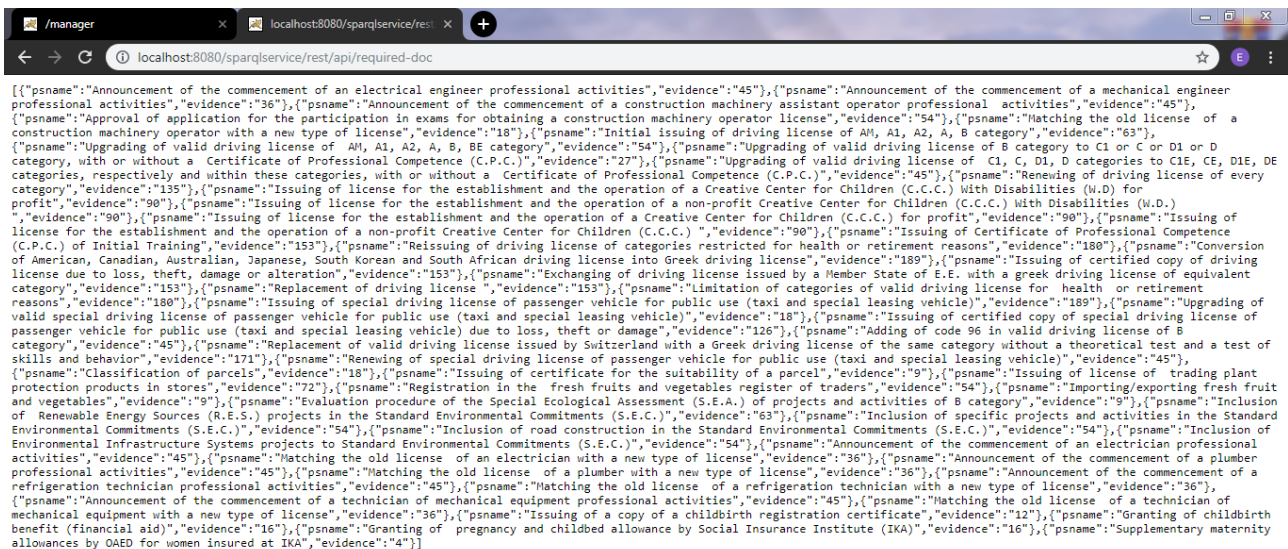 /manager
localhost:8080/sparqlservice/rest
E
localhost:8080/sparqlservice/rest/api/required-doc
[{"psname":"Announcement of the commencement of an electrical engineer professional activities","evidence":"45"},{"psname":"Announcement of the commencement of a mechanical engineer
professional activities","evidence":"36"},{"psname":"Announcement of the commencement of a construction machinery assistant operator professional  activities","evidence":"45"},
{"psname":"Approval of application for the participation in exams for obtaining a construction machinery operator license","evidence":"54"},{"psname":"Matching the old license  of  a
construction machinery operator with a new type of license","evidence":"18"},{"psname":"Initial issuing of driving license of AM, A1, A2, A, B category","evidence":"63"},
{"psname":"Upgrading of valid driving license of  AM, A1, A2, A, B, BE category","evidence":"54"},{"psname":"Upgrading of valid driving license of B category to C1 or C or D1 or D
category, with or without a  Certificate of Professional Competence (C.P.C.)","evidence":"27"},{"psname":"Upgrading of valid driving license of  C1, C, D1, D categories to C1E, CE, D1E, DE
categories, respectively and within these categories, with or without a  Certificate of Professional Competence (C.P.C.)","evidence":"45"},{"psname":"Renewing of driving license of every
category","evidence":"135"},{"psname":"Issuing of license for the establishment and the operation of a Creative Center for Children (C.C.C.) With Disabilities (W.D) for
profit","evidence":"90"},{"psname":"Issuing of license for the establishment and the operation of a non-profit Creative Center for Children (C.C.C.) With Disabilities (W.D.)
","evidence":"90"},{"psname":"Issuing of license for the establishment and the operation of a Creative Center for Children (C.C.C.) for profit","evidence":"90"},{"psname":"Issuing of
license for the establishment and the operation of a non-profit Creative Center for Children (C.C.C.) ","evidence":"90"},{"psname":"Issuing of Certificate of Professional Competence
(C.P.C.) of Initial Training","evidence":"153"},{"psname":"Reissuing of driving license of categories restricted for health or retirement reasons","evidence":"180"},{"psname":"Conversion
of American, Canadian, Australian, Japanese, South Korean and South African driving license into Greek driving license","evidence":"189"},{"psname":"Issuing of certified copy of driving
license due to loss, theft, damage or alteration","evidence":"153"},{"psname":"Exchanging of driving license issued by a Member State of E.E. with a greek driving license of equivalent
category","evidence":"153"},{"psname":"Replacement of driving license ","evidence":"153"},{"psname":"Limitation of categories of valid driving license for  health  or retirement
reasons","evidence":"180"},{"psname":"Issuing of special driving license of passenger vehicle for public use (taxi and special leasing vehicle)","evidence":"189"},{"psname":"Upgrading of
valid special driving license of passenger vehicle for public use (taxi and special leasing vehicle)","evidence":"18"},{"psname":"Issuing of certified copy of special driving license of
passenger vehicle for public use (taxi and special leasing vehicle) due to loss, theft or damage","evidence":"126"},{"psname":"Adding of code 96 in valid driving license of B
category","evidence":"45"},{"psname":"Replacement of valid driving license issued by Switzerland with a Greek driving license of the same category without a theoretical test and a test of
skills and behavior","evidence":"171"},{"psname":"Renewing of special driving license of passenger vehicle for public use (taxi and special leasing vehicle)","evidence":"45"},
{"psname":"Classification of parcels","evidence":"18"},{"psname":"Issuing of certificate for the suitability of a parcel","evidence":"9"},{"psname":"Issuing of license of  trading plant
protection products in stores","evidence":"72"},{"psname":"Registration in the  fresh fruits and vegetables register of traders","evidence":"54"},{"psname":"Importing/exporting fresh fruit
and vegetables","evidence":"9"},{"psname":"Evaluation procedure of the Special Ecological Assessment (S.E.A.) of projects and activities of B category","evidence":"9"},{"psname":"Inclusion
of  Renewable Energy Sources (R.E.S.) projects in the Standard Environmental Commitments (S.E.C.)","evidence":"63"},{"psname":"Inclusion of specific projects and activities in the Standard
Environmental Commitments (S.E.C.)","evidence":"54"},{"psname":"Inclusion of road construction in the Standard Environmental Commitments (S.E.C.)","evidence":"54"},{"psname":"Inclusion of
Environmental Infrastructure Systems projects to Standard Environmental Commitments (S.E.C.)","evidence":"54"},{"psname":"Announcement of the commencement of an electrician professional
activities","evidence":"45"},{"psname":"Matching the old license  of an electrician with a new type of license","evidence":"36"},{"psname":"Announcement of the commencement of a plumber
professional activities","evidence":"45"},{"psname":"Matching the old license  of a plumber with a new type of license","evidence":"36"},{"psname":"Announcement of the commencement of a
refrigeration technician professional activities","evidence":"45"},{"psname":"Matching the old license  of a refrigeration technician with a new type of license","evidence":"36"},
{"psname":"Announcement of the commencement of a technician of mechanical equipment professional activities","evidence":"45"},{"psname":"Matching the old license  of a technician of
mechanical equipment with a new type of license","evidence":"36"},{"psname":"Issuing of a copy of a childbirth registration certificate","evidence":"12"},{"psname":"Granting of childbirth
benefit (financial aid)","evidence":"16"},{"psname":"Granting of  pregnancy and childbed allowance by Social Insurance Institute (IKA)","evidence":"16"},{"psname":"Supplementary maternity
allowances by OAED for women insured at IKA","evidence":"4"}]